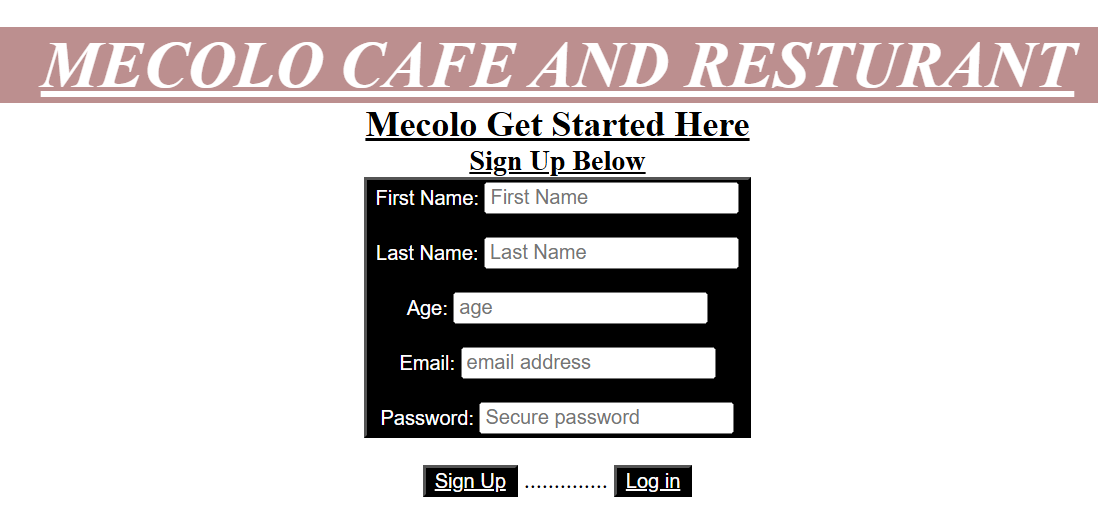 MECOLO CAFE AND RESTURANT
Mecolo Get Started Here
Sign Up Below
First Name: First Name
Last Name: Last Name
Age: age
Email: email address
Password: Secure password
Sign Up .............. Log in